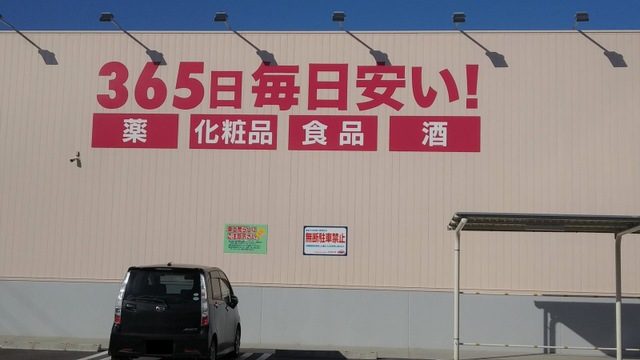 365日毎日安い!
薬 化粧品 食品 酒
無断駐車禁止